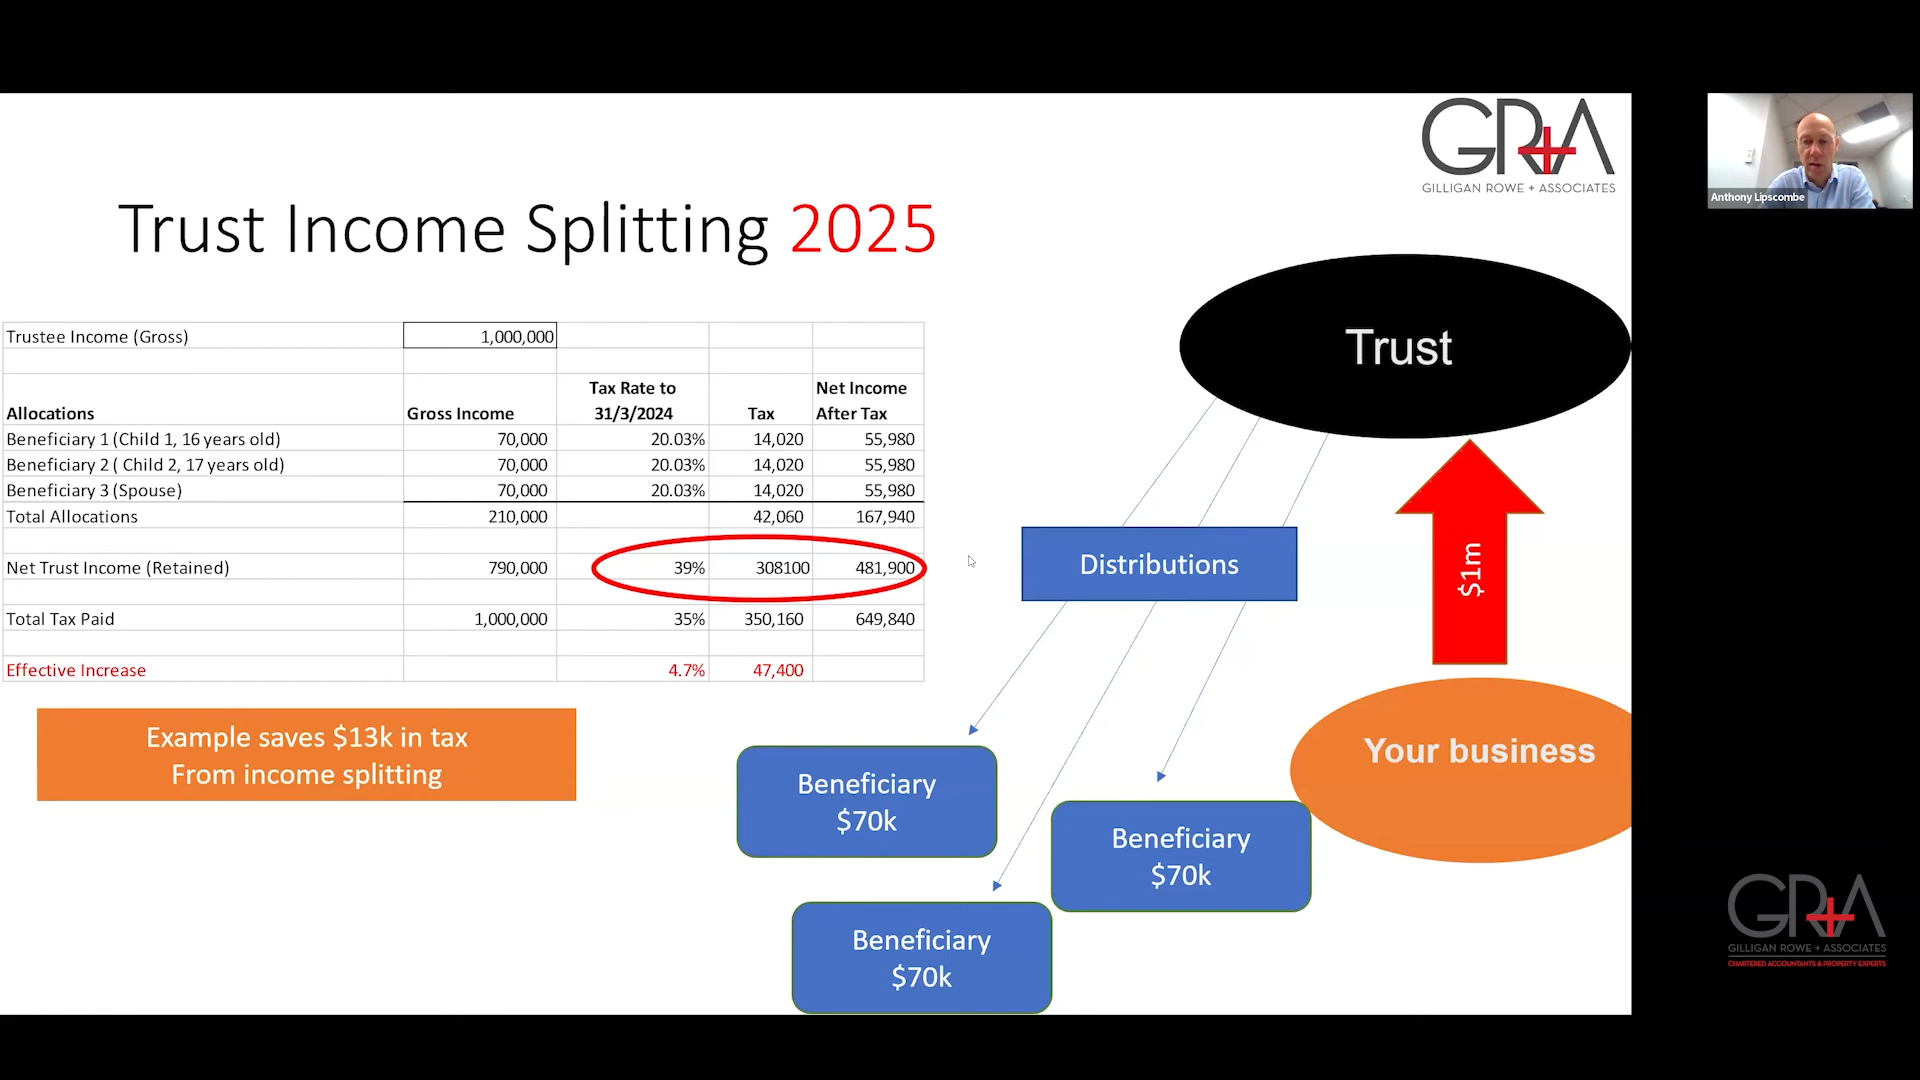 GR+A
GILLIGAN ROWE + ASSOCIATES
Anthony Lipscombe
Trust Income Splitting 2025
Trustee Income (Gross) 1,000,000
Allocations Gross Income Tax Rate to 31/3/2024 Tax Net Income After Tax
Beneficiary 1 (Child 1, 16 years old) 70,000 20.03% 14,020 55,980
Beneficiary 2 ( Child 2, 17 years old) 70,000 20.03% 14,020 55,980
Beneficiary 3 (Spouse) 70,000 20.03% 14,020 55,980
Total Allocations 210,000 42,060 167,940
Net Trust Income (Retained) 790,000 39% 308100 481,900
Total Tax Paid 1,000,000 35% 350,160 649,840
Effective Increase 4.7% 47,400
Example saves $13k in tax
From income splitting
Trust
Distributions
$1m
Your business
Beneficiary
$70k
Beneficiary
$70k
Beneficiary
$70k
GR+A
GILLIGAN ROWE + ASSOCIATES
CHARTERED ACCOUNTANTS & PROPERTY EXPERTS